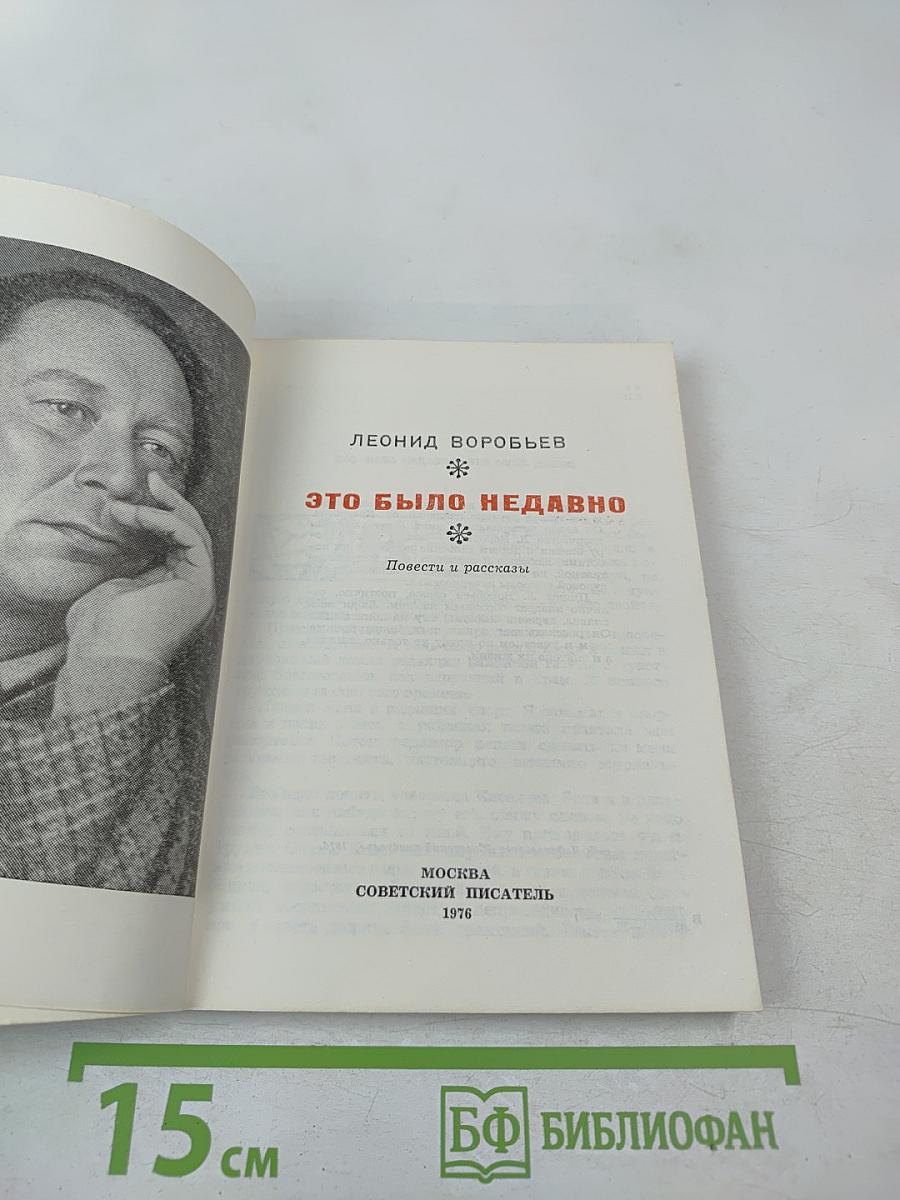 ЛЕОНИД ВОРОБЬЕВ
ЭТО БЫЛО НЕДАВНО
Повести и рассказы
МОСКВА
СОВЕТСКИЙ ПИСАТЕЛЬ
1976
15 см
БФ БИБЛИОФАН